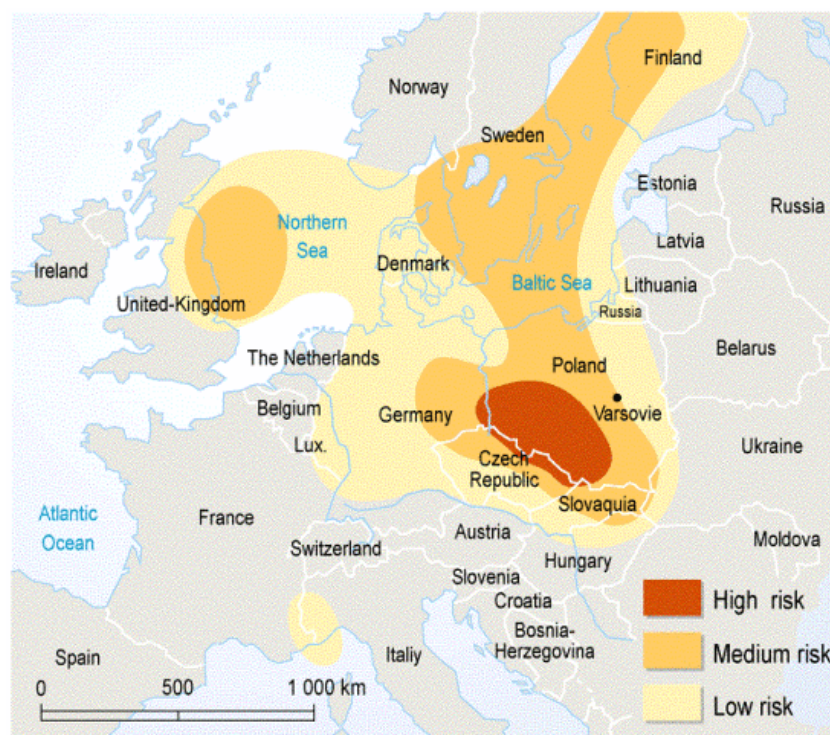 Finland
Norway
Sweden
Estonia
Russia
Northern
Sea
Latvia
Denmark
Ireland
Baltic Sea
Lithuania
United-Kingdom
Russia
Belarus
The Netherlands
Poland
Belgium
Germany
Varsovie
Lux.
Czech
Republic
Ukraine
Slovaquia
Atlantic
Ocean
France
Austria
Switzerland
Hungary
Moldova
Slovenia
Croatia
Bosnia-
Herzegovina
Spain
Italiy
High risk
Medium risk
Low risk
0 500 1 000 km